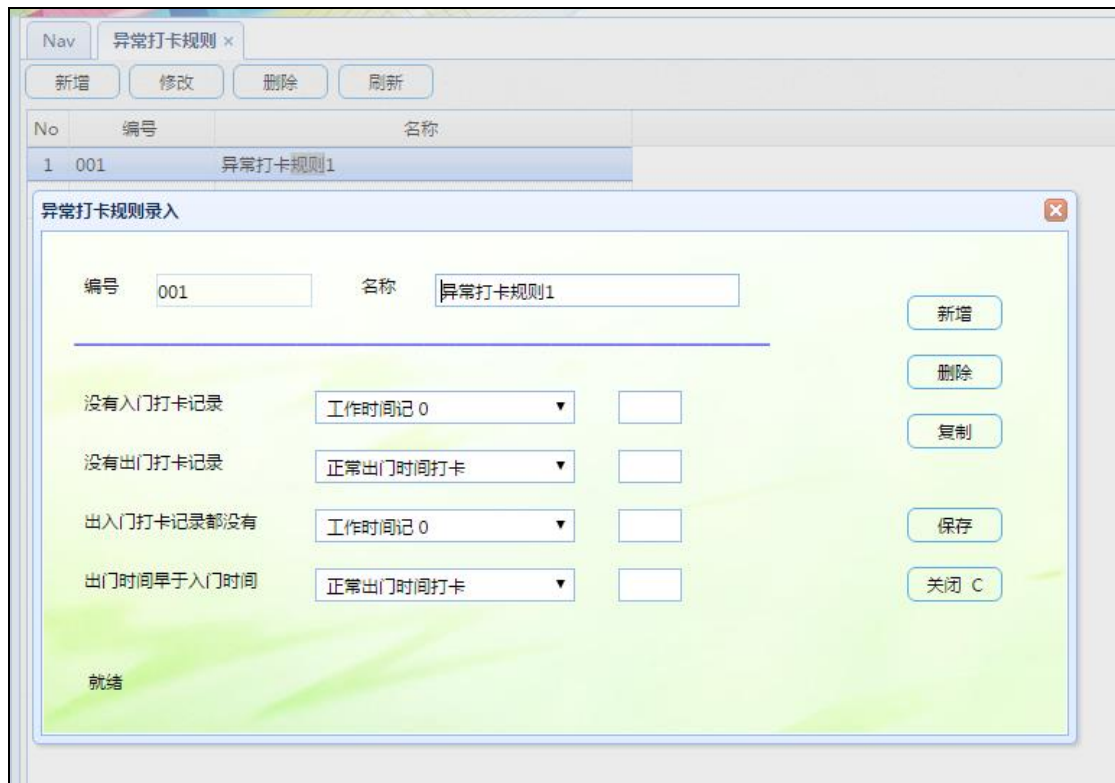 Nav 异常打卡规则 ×
新增 修改 删除 刷新
No 编号 名称
1 001 异常打卡规则1
异常打卡规则录入
编号 001 名称 异常打卡规则1
新增
删除
没有入门打卡记录 工作时间记 0
复制
没有出门打卡记录 正常出门时间打卡
出入门打卡记录都没有 工作时间记 0
保存
出门时间早于入门时间 正常出门时间打卡
关闭 C
就绪